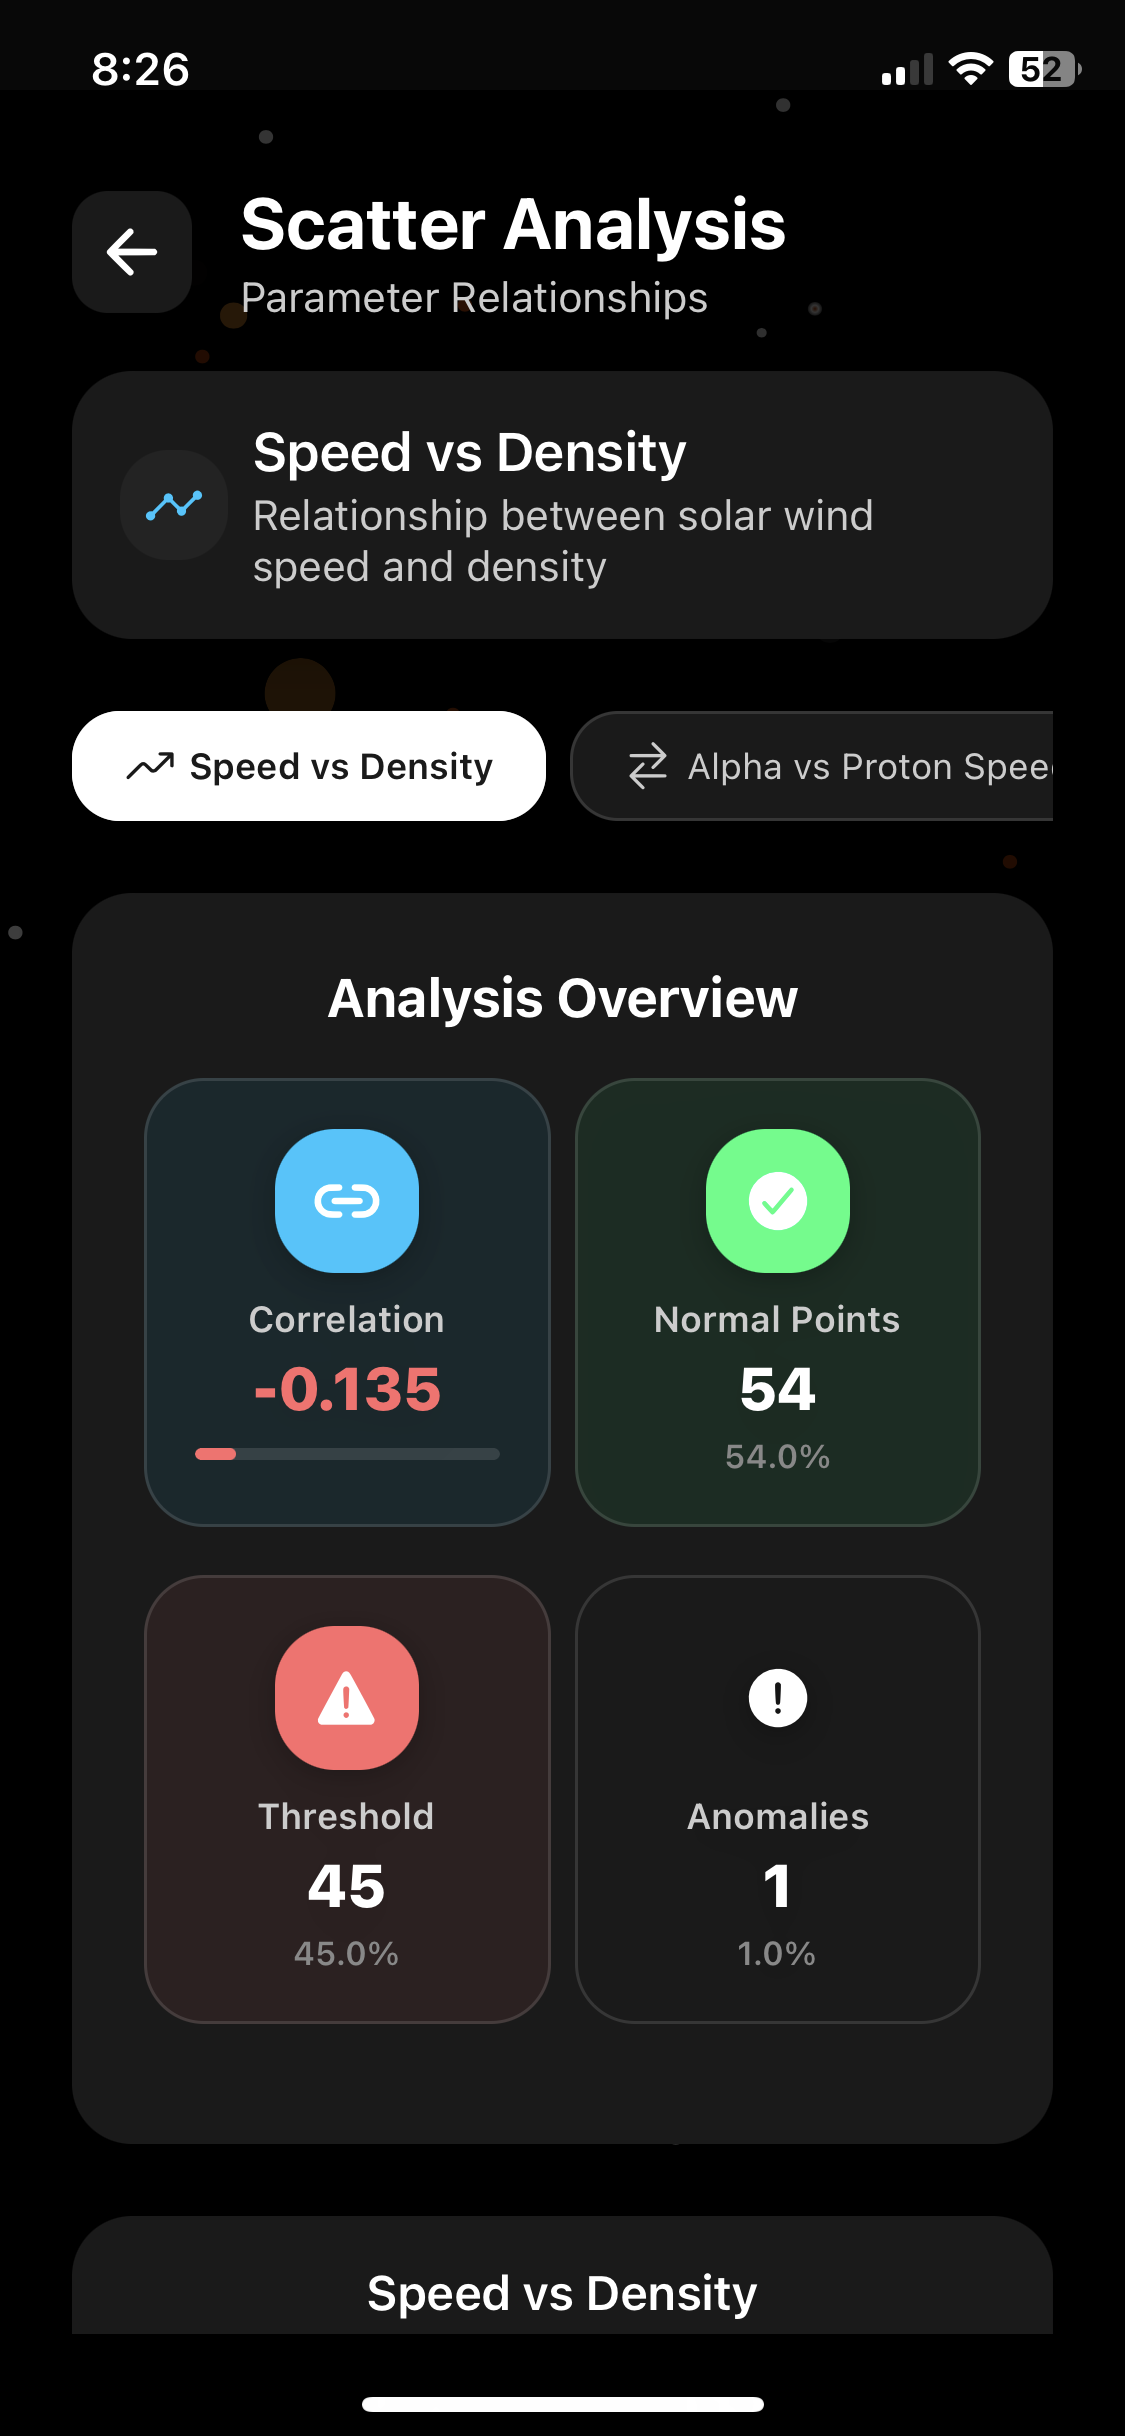 8:26
52
Scatter Analysis
Parameter Relationships
Speed vs Density
Relationship between solar wind
speed and density
Speed vs Density
Alpha vs Proton Spee
Analysis Overview
Correlation
-0.135
Normal Points
54
54.0%
Threshold
45
45.0%
Anomalies
1
1.0%
Speed vs Density